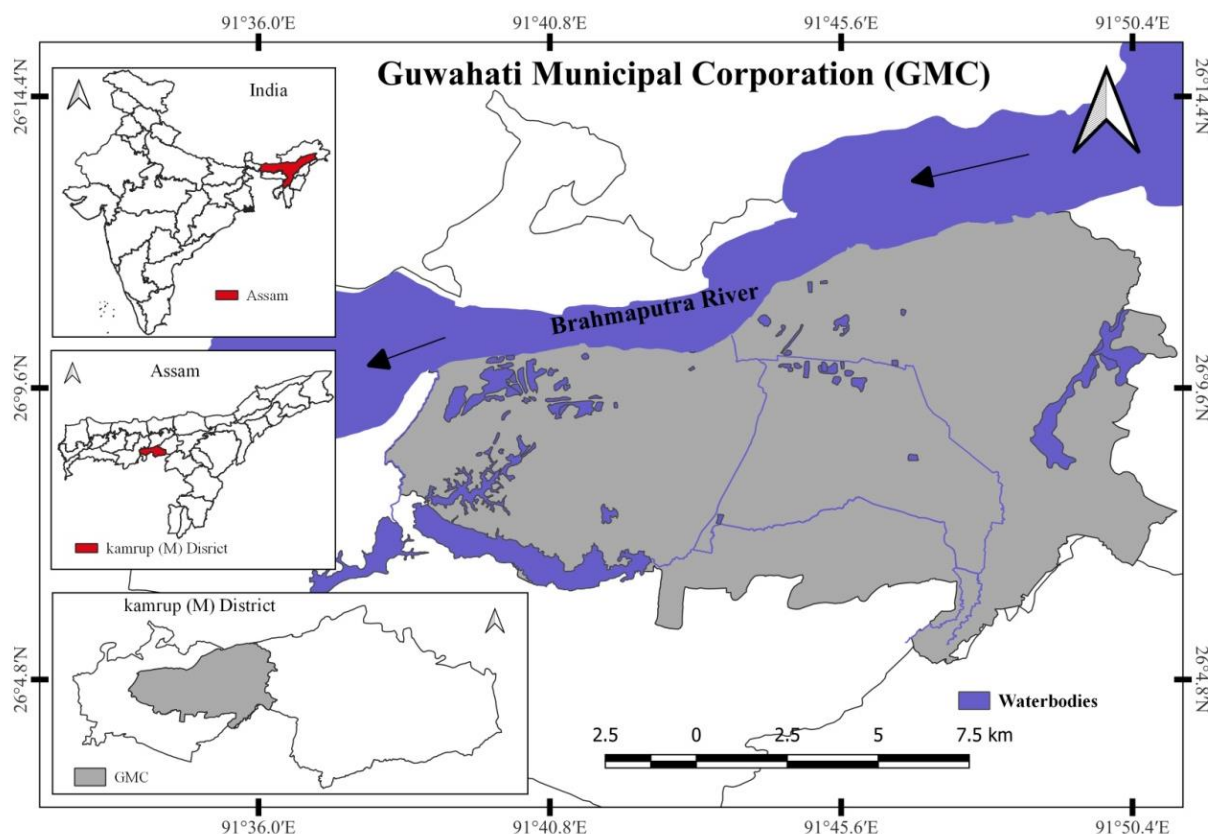 91°36.0′E 91°40.8′E 91°45.6′E 91°50.4′E
Guwahati Municipal Corporation (GMC)
26°14.4′N
26°14.4′N
India
Assam
Brahmaputra River
26°9.6′N
26°9.6′N
Assam
kamrup (M) Disrict
kamrup (M) District
GMC
26°4.8′N
26°4.8′N
Waterbodies
2.5 0 2.5 5 7.5 km
91°36.0′E 91°40.8′E 91°45.6′E 91°50.4′E